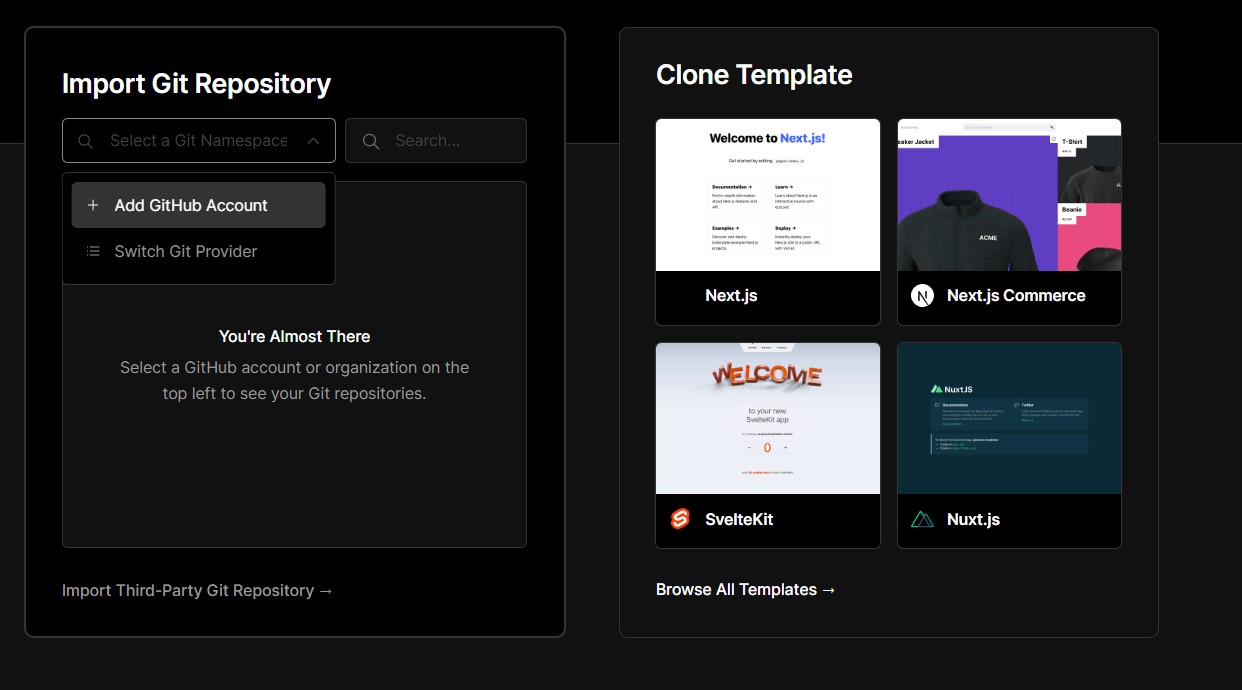 Import Git Repository
Select a Git Namespace
Search...
Add GitHub Account
Switch Git Provider
You're Almost There
Select a GitHub account or organization on the
top left to see your Git repositories.
Import Third-Party Git Repository →
Clone Template
Welcome to Next.js!
Get started by editing pages/index.js
Documentation →
Find in-depth information
about Next.js features and
API.
Learn →
Learn about Next.js in an
interactive course with
quizzes!
Examples →
Discover and deploy
boilerplate example Next.js
projects.
Deploy →
Instantly deploy your
Next.js site to a public URL
with Vercel.
Next.js
eaker Jacket
T-Shirt
Beanie
ACME
A
N
Next.js Commerce
HOME ABOUT TODOS
WELCOME
to your new
SvelteKit app
- 0 +
SvelteKit
NuxtJS
Documentation
Twitter
Nuxt.js
Browse All Templates →